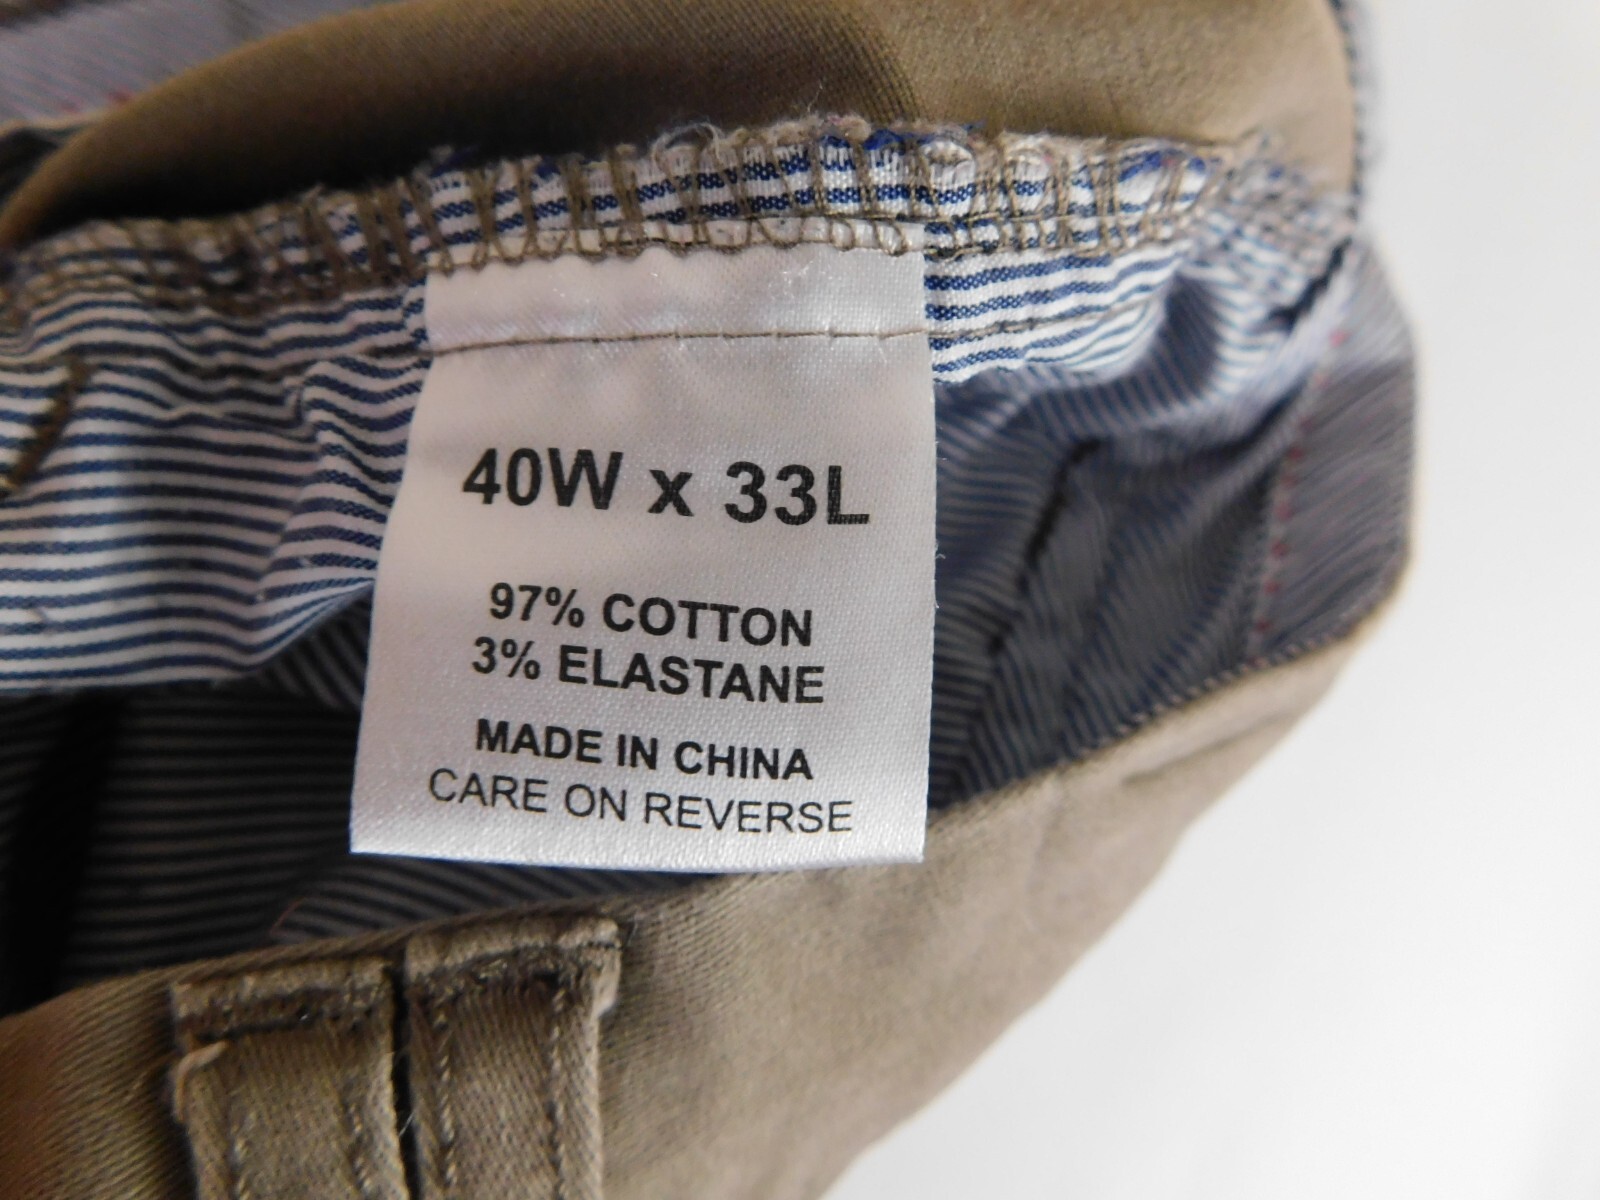 40W x 33L
97% COTTON
3% ELASTANE
MADE IN CHINA
CARE ON REVERSE